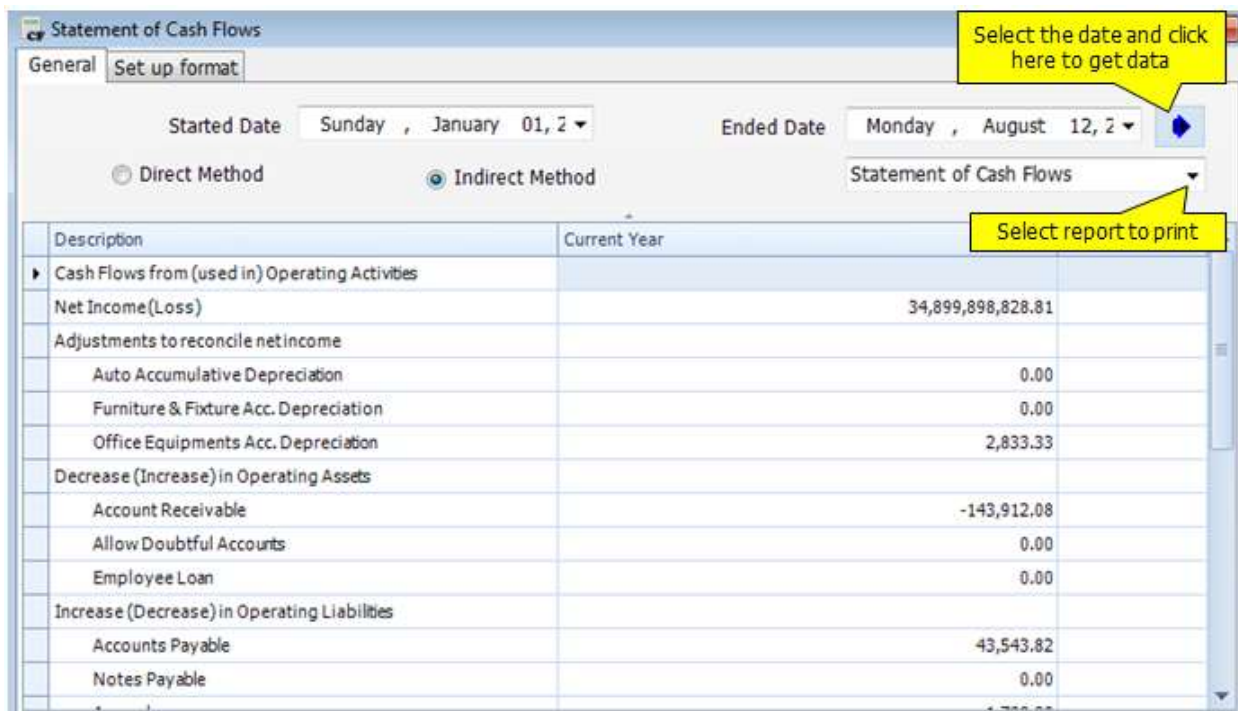 CF Statement of Cash Flows
Select the date and click
here to get data
General Set up format
Started Date Sunday , January 01, 2 Ended Date Monday , August 12, 2
Direct Method Indirect Method Statement of Cash Flows
Select report to print
Description Current Year
Cash Flows from (used in) Operating Activities
Net Income(Loss) 34,899,898,828.81
Adjustments to reconcile net income
Auto Accumulative Depreciation 0.00
Furniture & Fixture Acc. Depreciation 0.00
Office Equipments Acc. Depreciation 2,833.33
Decrease (Increase) in Operating Assets
Account Receivable -143,912.08
Allow Doubtful Accounts 0.00
Employee Loan 0.00
Increase (Decrease) in Operating Liabilities
Accounts Payable 43,543.82
Notes Payable 0.00